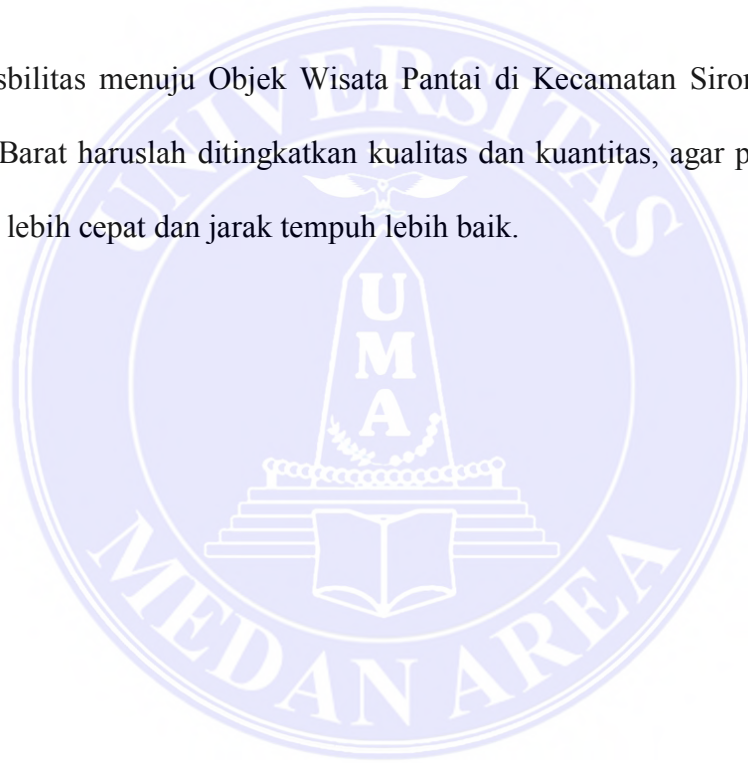 sbilitas menuju Objek Wisata Pantai di Kecamatan Siron
Barat haruslah ditingkatkan kualitas dan kuantitas, agar p
lebih cepat dan jarak tempuh lebih baik.
UNIVERSITAS
U
M
A
MEDAN AREA